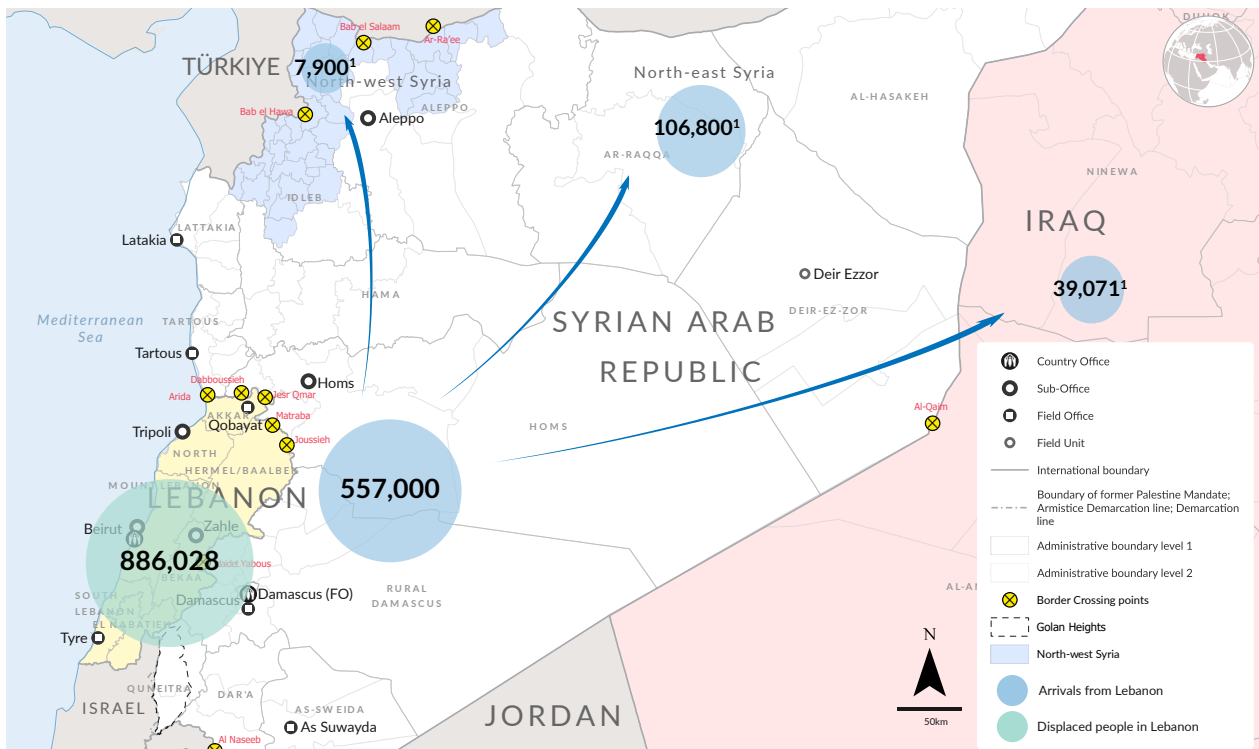 DUHOK
Bab el Salaam
Ar-Ra'ee
TÜRKIYE
7,900¹
North-west Syria
North-east Syria
Bab el Hawa
Aleppo
ALEPPO
AL-HASAKEH
106,800¹
AR-RAQQA
NINEWA
IDLEB
IRAQ
Latakia
LATTAKIA
Deir Ezzor
39,071¹
HAMA
DEIR-EZ-ZOR
Mediterranean
Sea
TARTOUS
SYRIAN ARAB
REPUBLIC
Tartous
Homs
Dabboussieh
Arida
Jesr Qmar
AKKAR
Matraba
Qobayat
Tripoli
Joussieh
HOMS
Al-Qaim
NORTH
HERMEL/BAALBEK
MOUNT LEBANON
LEBANON
557,000
Beirut
Zahle
886,028
BEKAA
Damascus
Damascus (FO)
RURAL
DAMASCUS
SOUTH
LEBANON
EL NABATIEH
Tyre
QUNEITRA
DAR'A
ISRAEL
AS-SWEIDA
As Suwayda
Al Naseeb
JORDAN
N
50km
Country Office
Sub-Office
Field Office
Field Unit
International boundary
Boundary of former Palestine Mandate;
Armistice Demarcation line; Demarcation
line
Administrative boundary level 1
Administrative boundary level 2
Border Crossing points
Golan Heights
North-west Syria
Arrivals from Lebanon
Displaced people in Lebanon